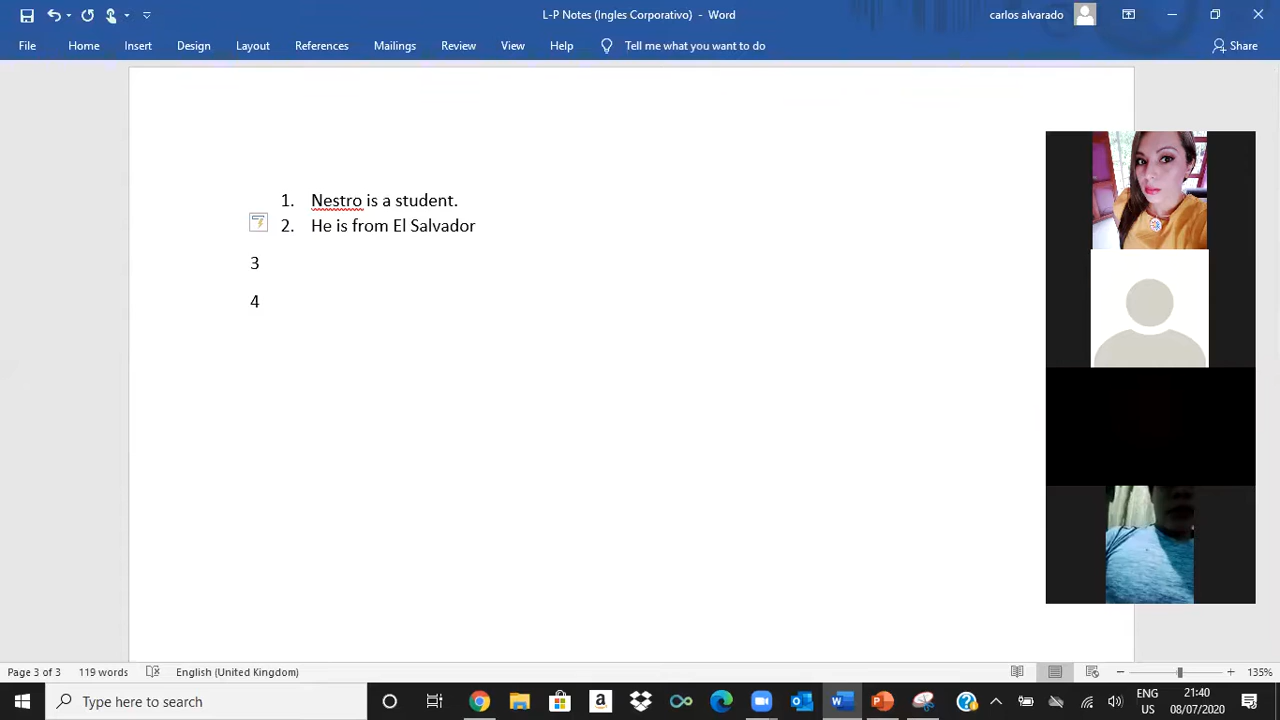 L-P Notes (Ingles Corporativo) - Word
carlos alvarado
File Home Insert Design Layout References Mailings Review View Help Tell me what you want to do Share
1. Nestro is a student.
2. He is from El Salvador
3
4
Page 3 of 3 119 words English (United Kingdom) 135%
Type here to search
ENG
21:40
08/07/2020